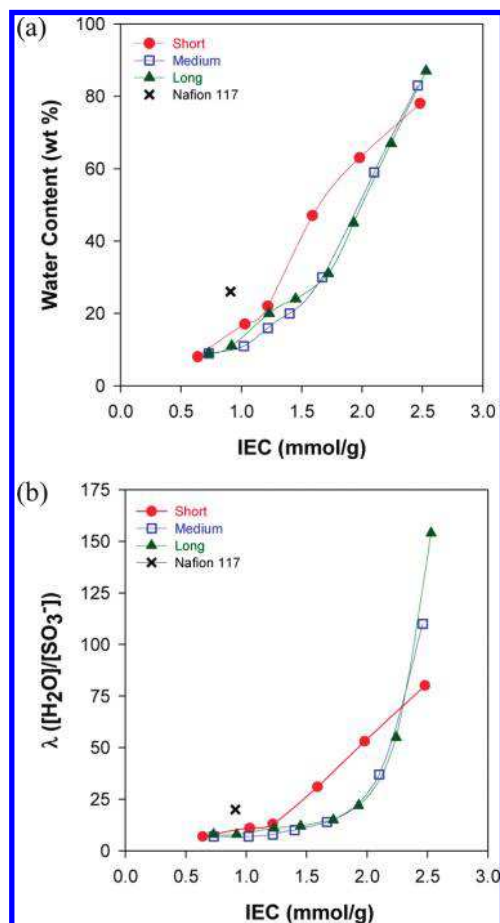 (a)
100
80
60
40
20
0
Water Content (wt %)
Short
Medium
Long
Nafion 117
0.0 0.5 1.0 1.5 2.0 2.5 3.0
IEC (mmol/g)
(b)
175
150
125
100
75
50
25
0
λ ([H₂O]/[SO₃⁻])
Short
Medium
Long
Nafion 117
0.0 0.5 1.0 1.5 2.0 2.5 3.0
IEC (mmol/g)